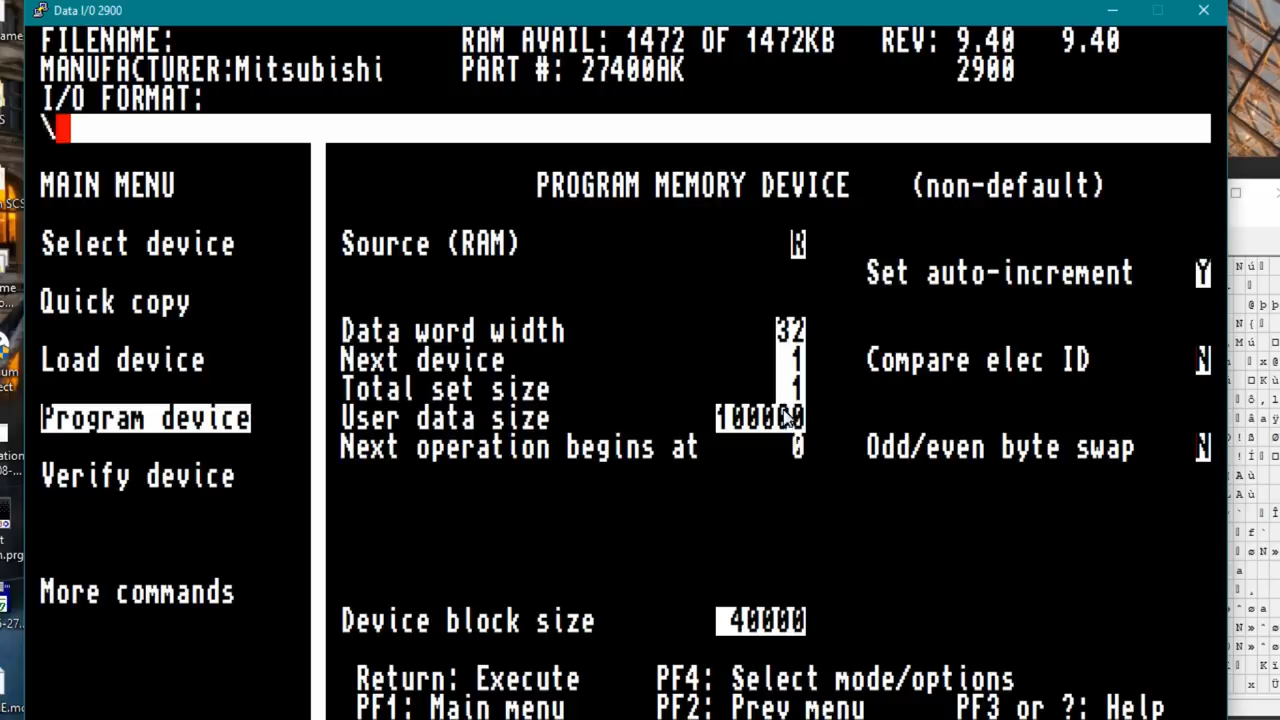 Data I/0 2900
FILENAME: RAM AVAIL: 1472 OF 1472KB REV: 9.40 9.40
MANUFACTURER:Mitsubishi PART #: 27400AK 2900
I/O FORMAT:
\
MAIN MENU PROGRAM MEMORY DEVICE (non-default)
Select device Source (RAM) R
Set auto-increment Y
Quick copy
Data word width 32
Load device Next device 1 Compare elec ID N
Total set size 1
Program device User data size 100000
Next operation begins at 0 Odd/even byte swap N
Verify device
More commands
Device block size 40000
Return: Execute PF4: Select mode/options
PF1: Main menu PF2: Prev menu PF3 or ?: Help